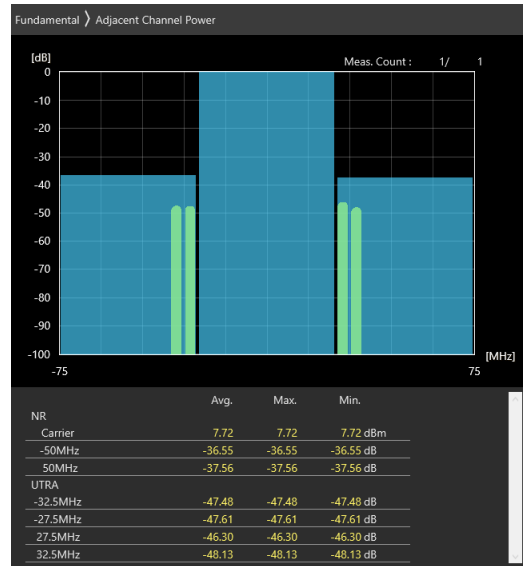 Fundamental 〉 Adjacent Channel Power
[dB]
Meas. Count : 1/ 1
0
-10
-20
-30
-40
-50
-60
-70
-80
-90
-100
[MHz]
-75 75
Avg. Max. Min.
NR
Carrier 7.72 7.72 7.72 dBm
-50MHz -36.55 -36.55 -36.55 dB
50MHz -37.56 -37.56 -37.56 dB
UTRA
-32.5MHz -47.48 -47.48 -47.48 dB
-27.5MHz -47.61 -47.61 -47.61 dB
27.5MHz -46.30 -46.30 -46.30 dB
32.5MHz -48.13 -48.13 -48.13 dB